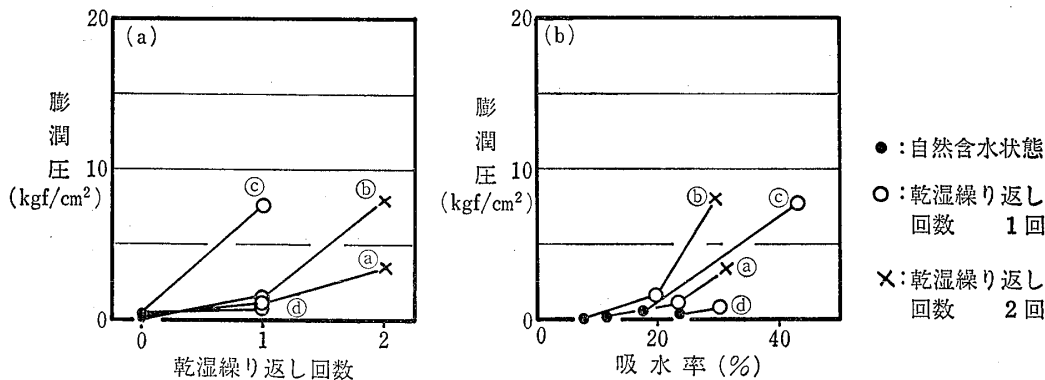 20
(a)
膨
潤
圧 10
(kgf/cm²)
0
ⓒ
ⓑ
ⓐ
ⓓ
0 1 2
乾湿繰り返し回数
20
(b)
膨
潤
圧 10
(kgf/cm²)
0
ⓑ
ⓒ
ⓐ
ⓓ
0 20 40
吸水率(%)
●:自然含水状態
○:乾湿繰り返し
回数 1回
×:乾湿繰り返し
回数 2回